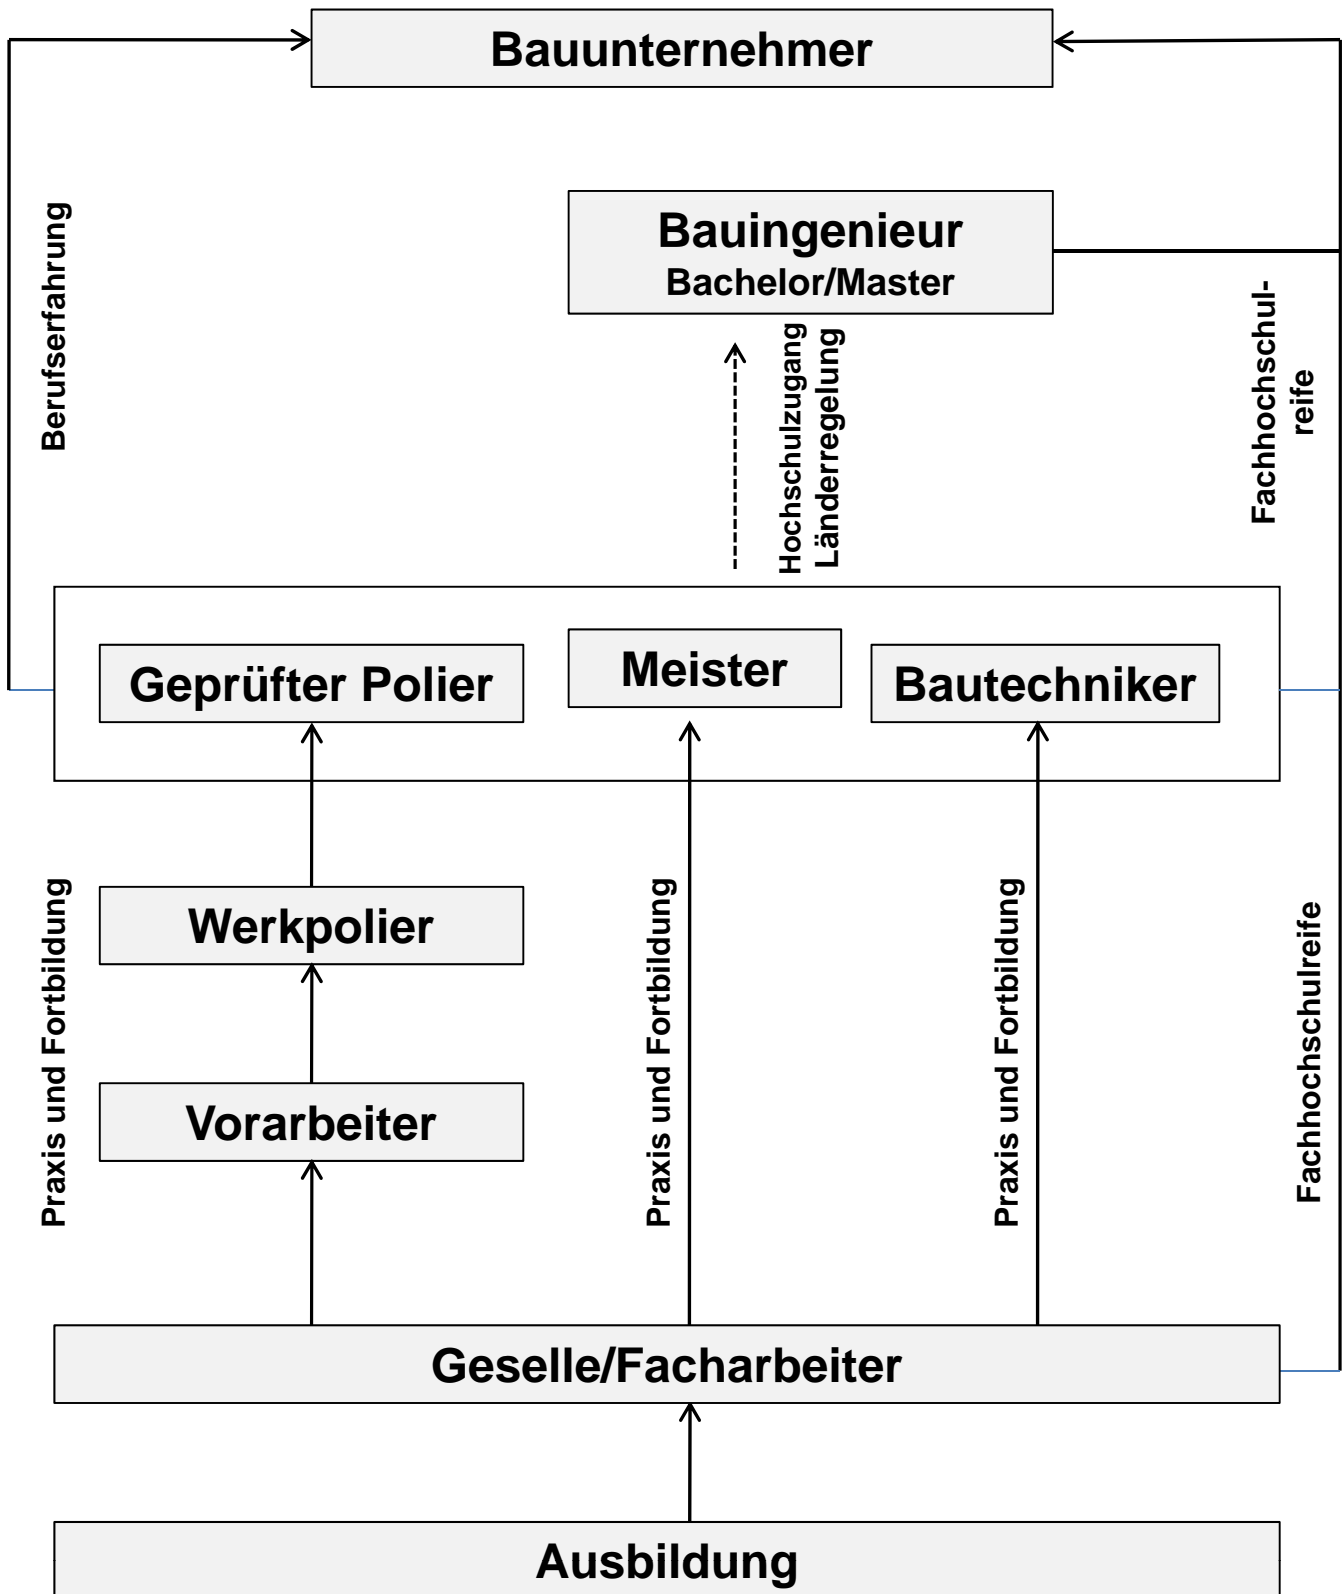 Bauunternehmer
Bauingenieur
Bachelor/Master
Berufserfahrung
Hochschulzugang
Länderregelung
Fachhochschul-
reife
Geprüfter Polier
Meister
Bautechniker
Werkpolier
Vorarbeiter
Praxis und Fortbildung
Praxis und Fortbildung
Praxis und Fortbildung
Fachhochschulreife
Geselle/Facharbeiter
Ausbildung